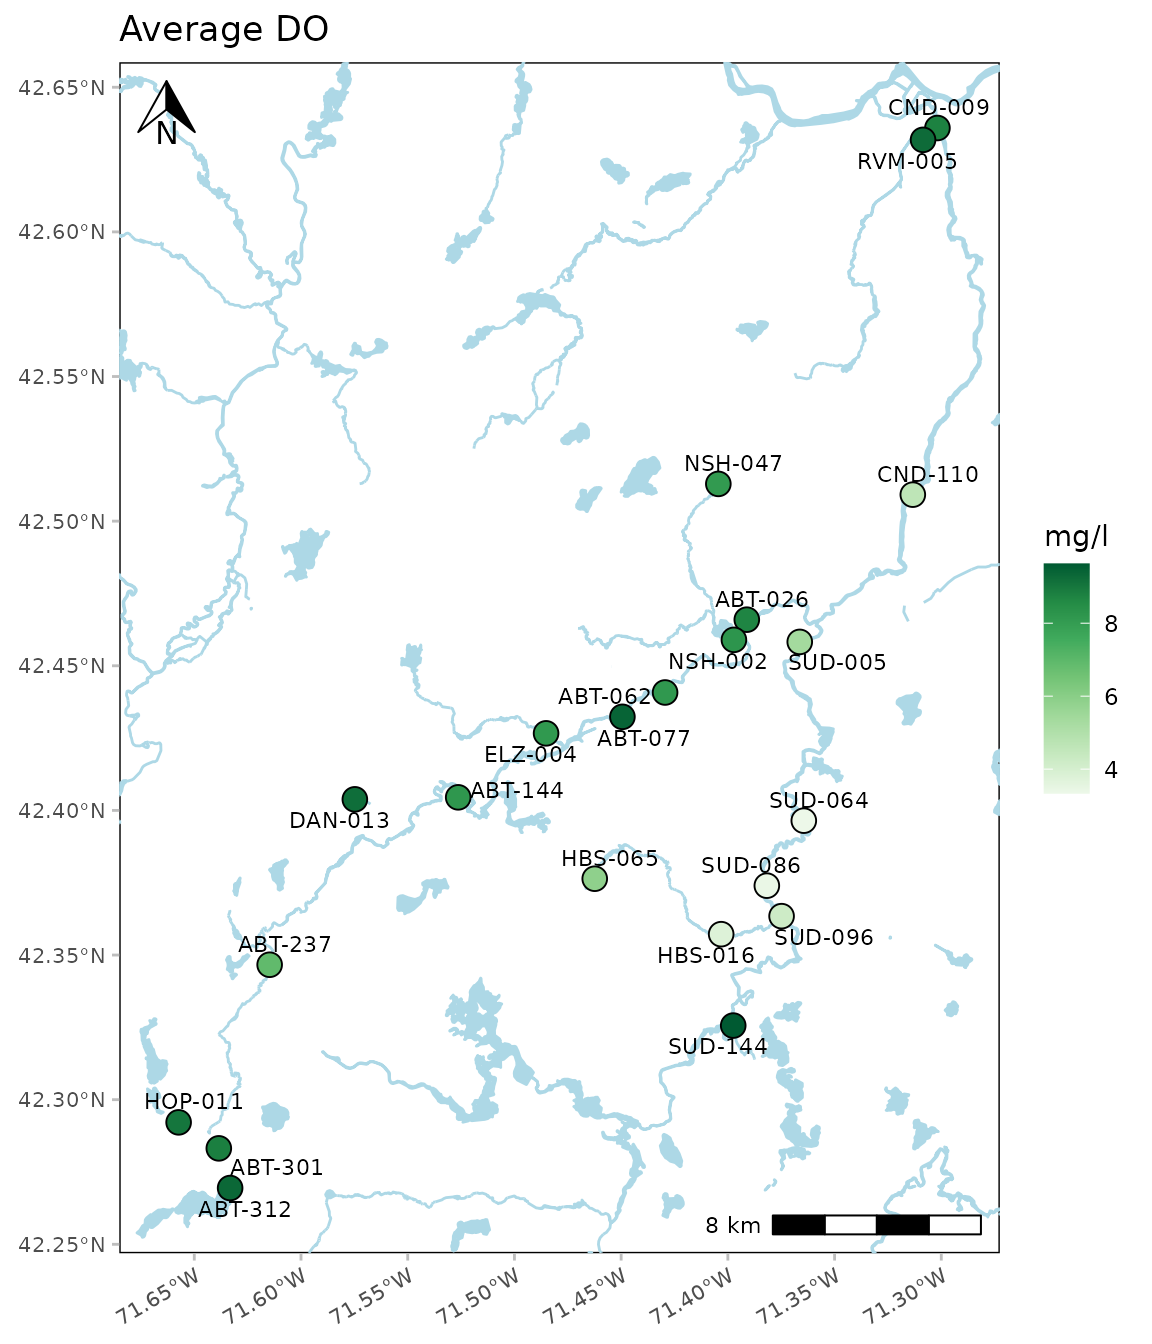 Average DO
42.65°N
42.60°N
42.55°N
42.50°N
42.45°N
42.40°N
42.35°N
42.30°N
42.25°N
N
CND-009
RVM-005
NSH-047
CND-110
ABT-026
NSH-002
SUD-005
ABT-062
ABT-077
ELZ-004
ABT-144
DAN-013
SUD-064
HBS-065
SUD-086
SUD-096
HBS-016
ABT-237
SUD-144
HOP-011
ABT-301
ABT-312
8 km
71.65°W
71.60°W
71.55°W
71.50°W
71.45°W
71.40°W
71.35°W
71.30°W
mg/l
8
6
4